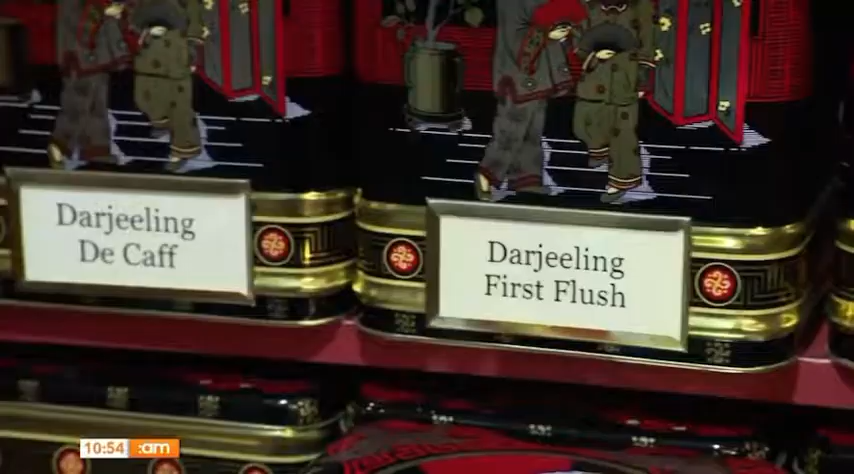 Darjeeling
De Caff
Darjeeling
First Flush
10:54 :am